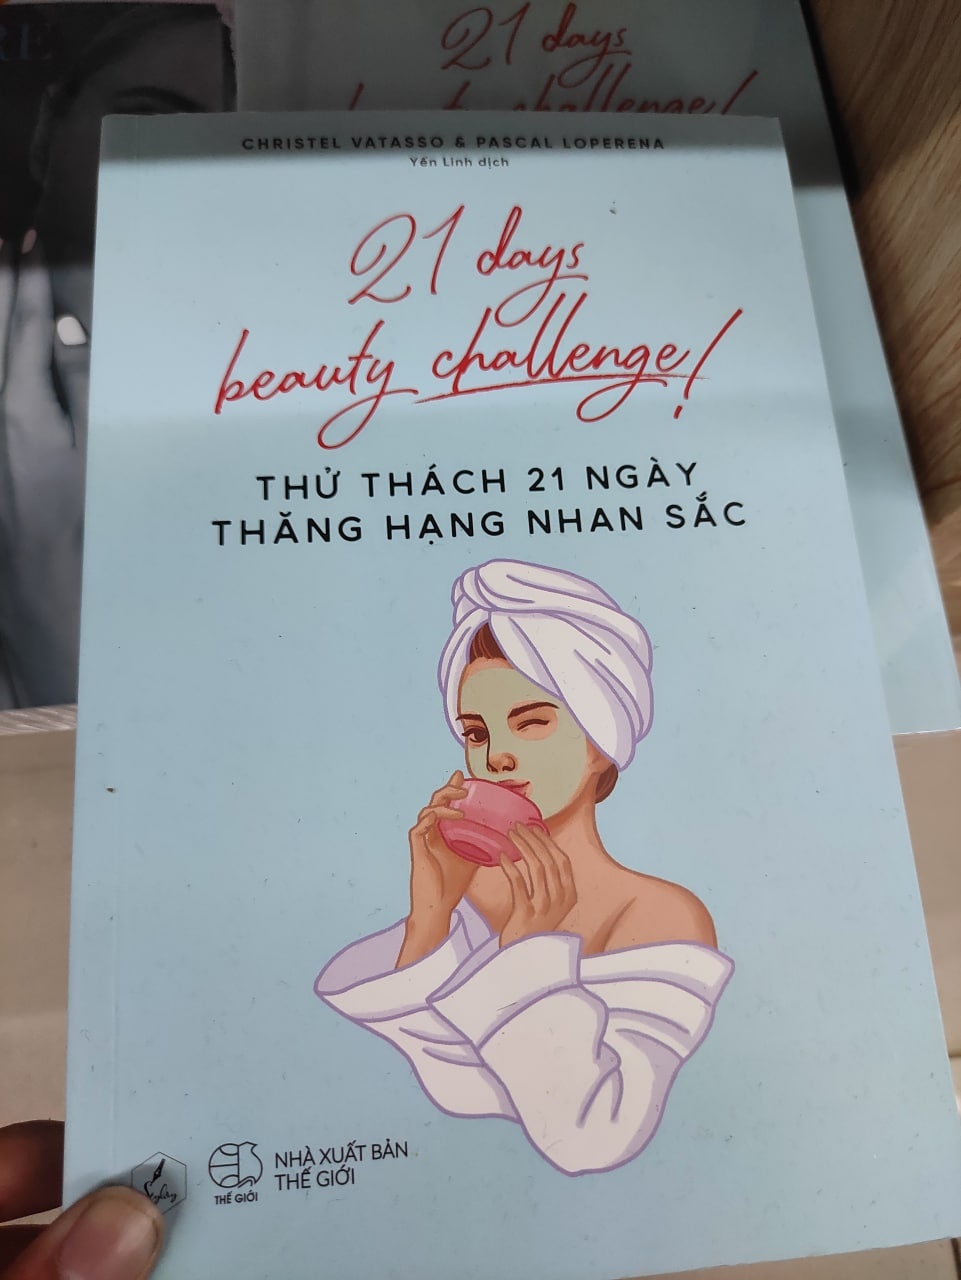 RE
21 days
beauty challenge!
CHRISTEL VATASSO & PASCAL LOPERENA
Yến Linh dịch
21 days
beauty challenge!
THỬ THÁCH 21 NGÀY
THĂNG HẠNG NHAN SẮC
THẾ GIỚI
NHÀ XUẤT BẢN
THẾ GIỚI